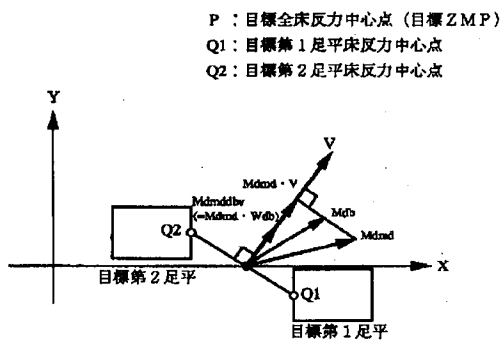 P：目標全床反力中心点（目標ＺＭＰ）
Q1：目標第１足平床反力中心点
Q2：目標第２足平床反力中心点
Y
V
Mdmd・V
Mdmddbv
(=Mdmd・Wdb)
Mdb
Q2
Mdmd
X
目標第２足平
Q1
目標第１足平